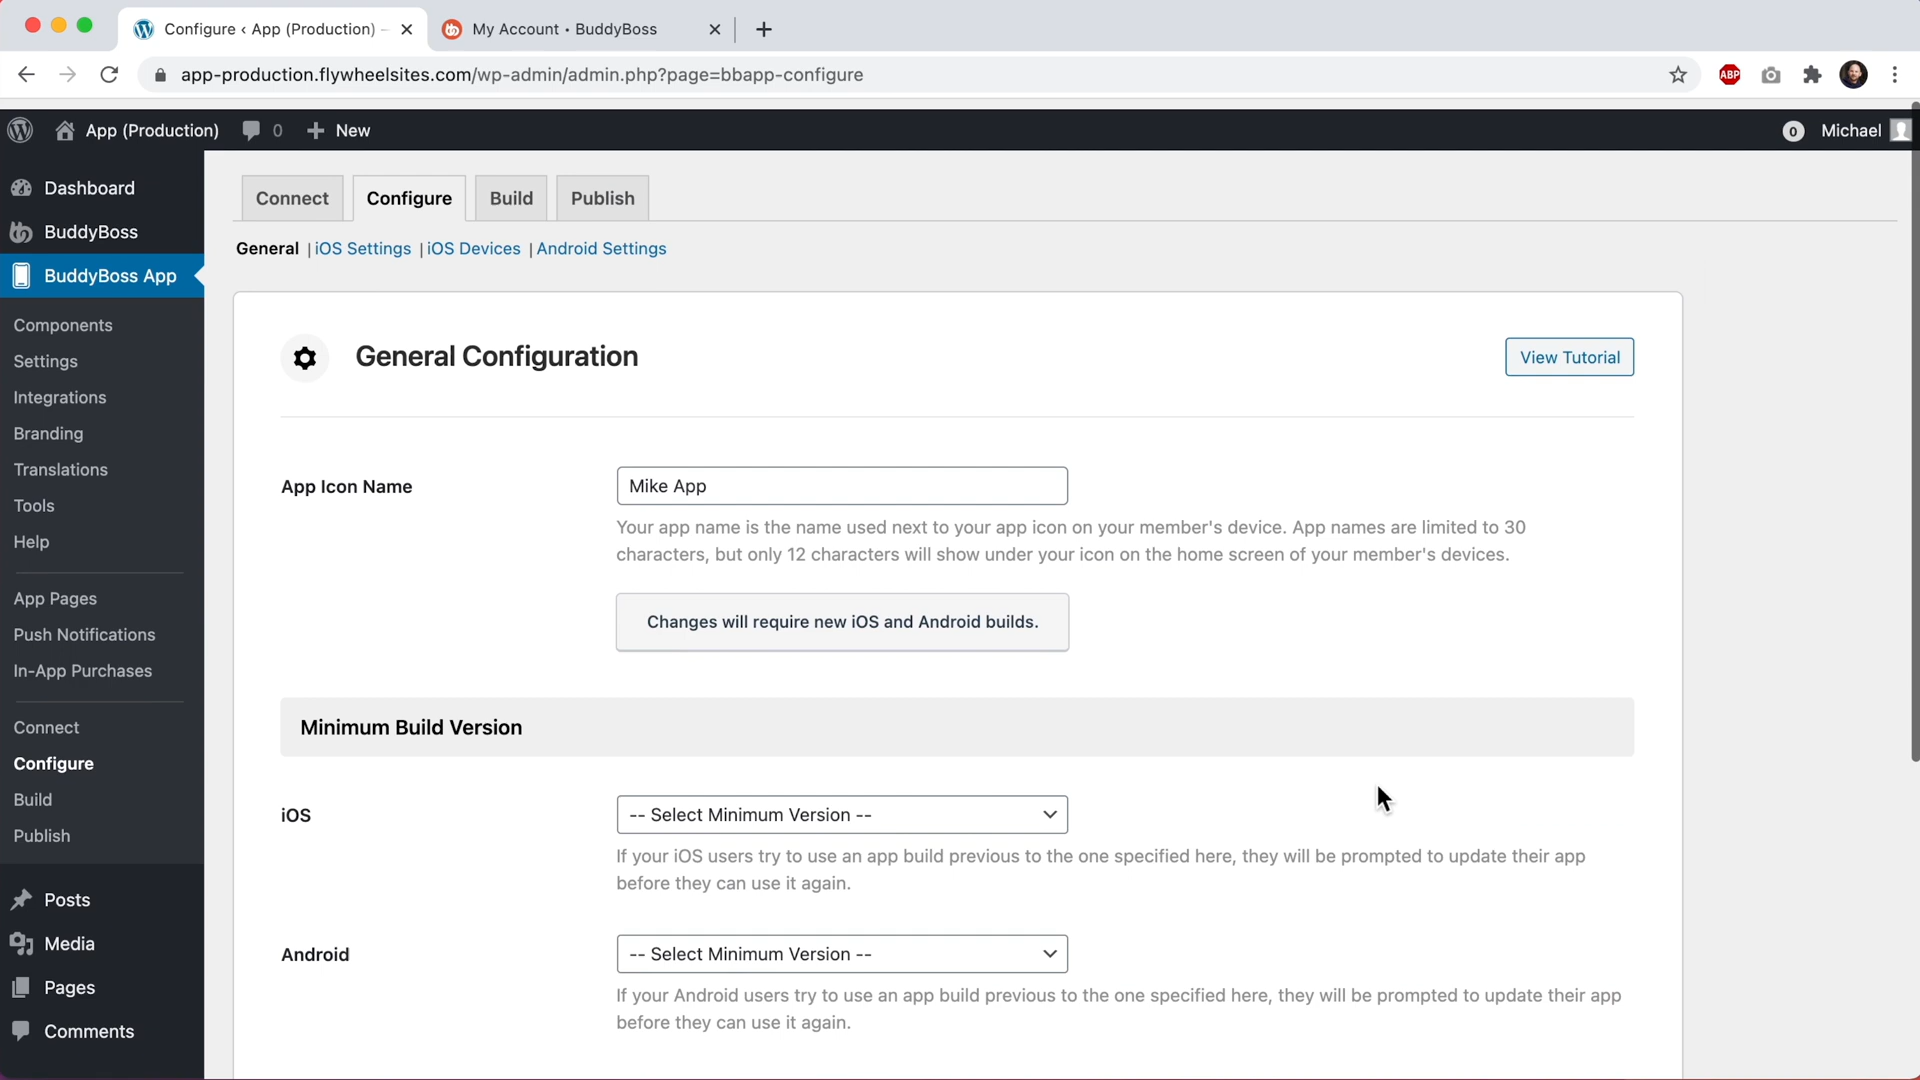 Configure ‹ App (Production) –
My Account • BuddyBoss
app-production.flywheelsites.com/wp-admin/admin.php?page=bbapp-configure
ABP
App (Production)
0
New
0
Michael
Dashboard
BuddyBoss
BuddyBoss App
Components
Settings
Integrations
Branding
Translations
Tools
Help
App Pages
Push Notifications
In-App Purchases
Connect
Configure
Build
Publish
Posts
Media
Pages
Comments
Connect
Configure
Build
Publish
General | iOS Settings | iOS Devices | Android Settings
General Configuration
View Tutorial
App Icon Name
Mike App
Your app name is the name used next to your app icon on your member's device. App names are limited to 30
characters, but only 12 characters will show under your icon on the home screen of your member's devices.
Changes will require new iOS and Android builds.
Minimum Build Version
iOS
-- Select Minimum Version --
If your iOS users try to use an app build previous to the one specified here, they will be prompted to update their app
before they can use it again.
Android
-- Select Minimum Version --
If your Android users try to use an app build previous to the one specified here, they will be prompted to update their app
before they can use it again.